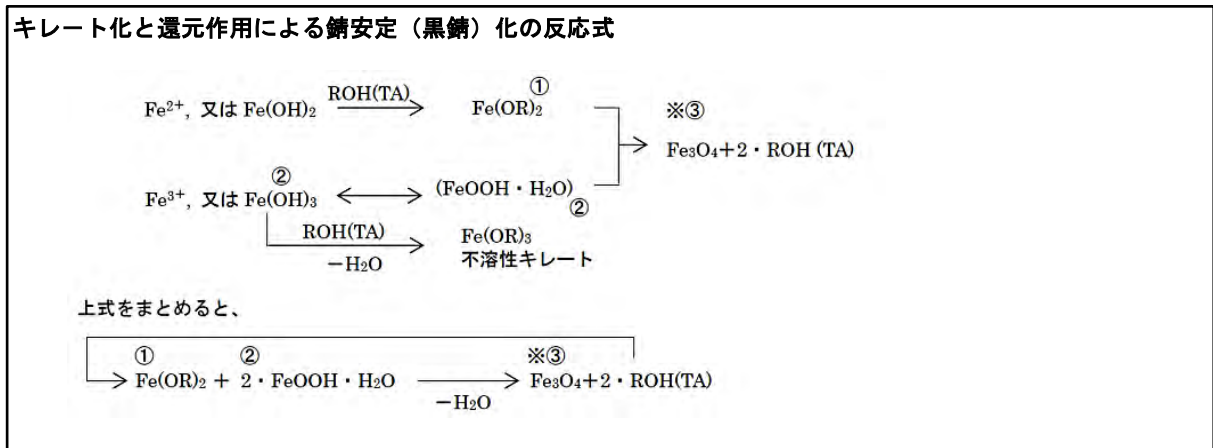 キレート化と還元作用による錆安定（黒錆）化の反応式
①
Fe²⁺, 又は Fe(OH)₂ ROH(TA) Fe(OR)₂ ※③
Fe₃O₄+2・ROH (TA)
②
Fe³⁺, 又は Fe(OH)₃ (FeOOH・H₂O)
②
ROH(TA) Fe(OR)₃
−H₂O 不溶性キレート
上式をまとめると、
① ② ※③
Fe(OR)₂ + 2・FeOOH・H₂O Fe₃O₄+2・ROH(TA)
−H₂O